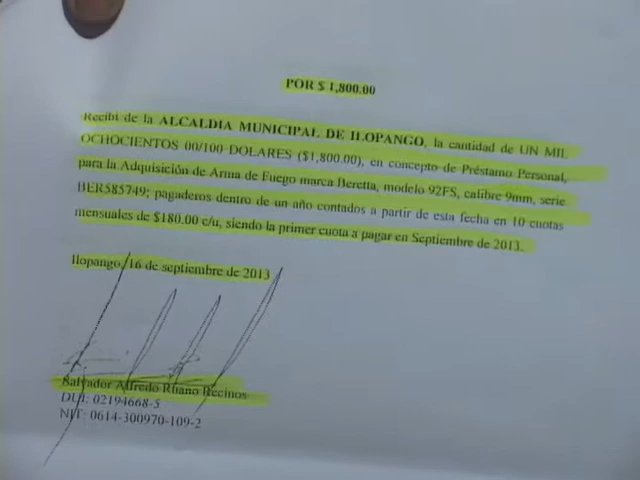 POR $ 1,800.00
Recibí de la ALCALDIA MUNICIPAL DE ILOPANGO, la cantidad de UN MIL
OCHOCIENTOS 00/100 DOLARES ($1,800.00), en concepto de Préstamo Personal,
para la Adquisición de Arma de Fuego marca Beretta, modelo 92FS, calibre 9mm, serie
BER585749; pagaderos dentro de un año contados a partir de esta fecha en 10 cuotas
mensuales de $180.00 c/u, siendo la primer cuota a pagar en Septiembre de 2013.
Ilopango, 16 de septiembre de 2013
Salvador Alfredo Ruano Recinos
DUI: 02194668-5
NIT: 0614-300970-109-2